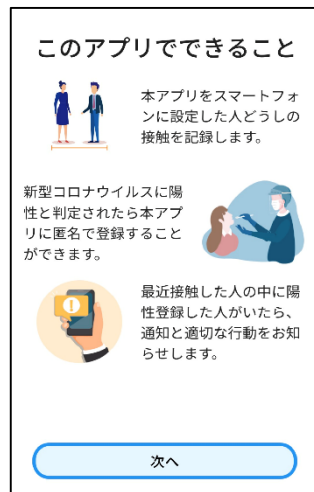 このアプリでできること
本アプリをスマートフォ
ンに設定した人どうしの
接触を記録します。
新型コロナウイルスに陽
性と判定されたら本アプ
リに匿名で登録すること
ができます。
最近接触した人の中に陽
性登録した人がいたら、
通知と適切な行動をお知
らせします。
次へ